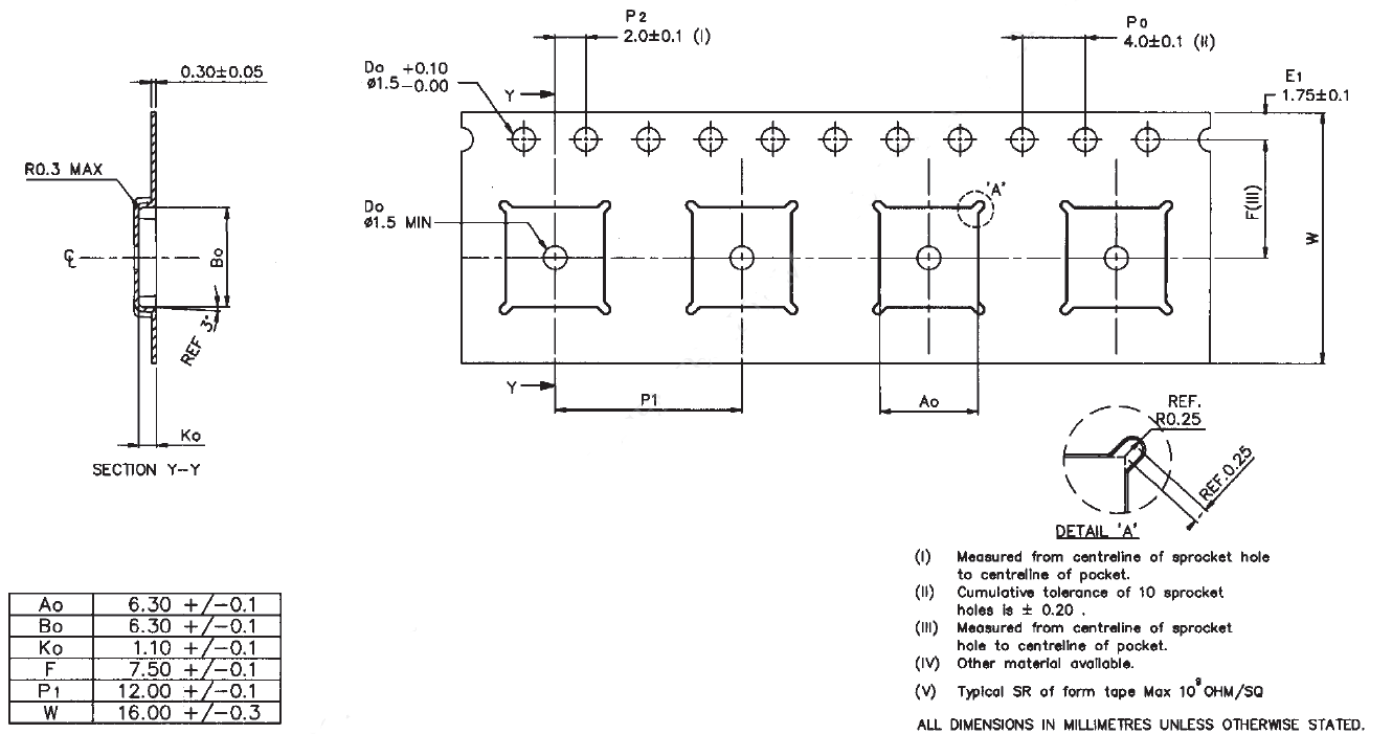 P2
2.0±0.1 (I)
Po
4.0±0.1 (II)
0.30±0.05
Do +0.10
ø1.5-0.00
Y
E1
1.75±0.1
R0.3 MAX
'A'
Do
ø1.5 MIN
F(III)
W
℄
Bo
REF 3°
Y
P1
Ao
Ko
SECTION Y--Y
REF.
R0.25
REF.0.25
DETAIL 'A'
(I) Measured from centreline of sprocket hole
to centreline of pocket.
(II) Cumulative tolerance of 10 sprocket
holes is ± 0.20 .
(III) Measured from centreline of sprocket
hole to centreline of pocket.
(IV) Other material available.
(V) Typical SR of form tape Max 10⁹ OHM/SQ
ALL DIMENSIONS IN MILLIMETRES UNLESS OTHERWISE STATED.
Ao 6.30 +/-0.1
Bo 6.30 +/-0.1
Ko 1.10 +/-0.1
F 7.50 +/-0.1
P1 12.00 +/-0.1
W 16.00 +/-0.3